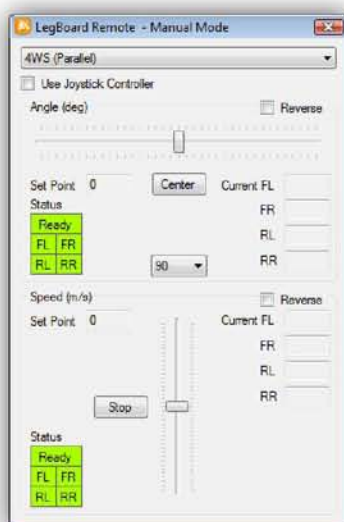 LegBoard Remote - Manual Mode
4WS (Parallel)
Use Joystick Controller
Angle (deg)
Reverse
Set Point 0 Center Current FL
Status FR
Ready
FL FR RL
RL RR 90 RR
Speed (m/s) Reverse
Set Point 0 Current FL
FR
RL
Stop RR
Status
Ready
FL FR
RL RR